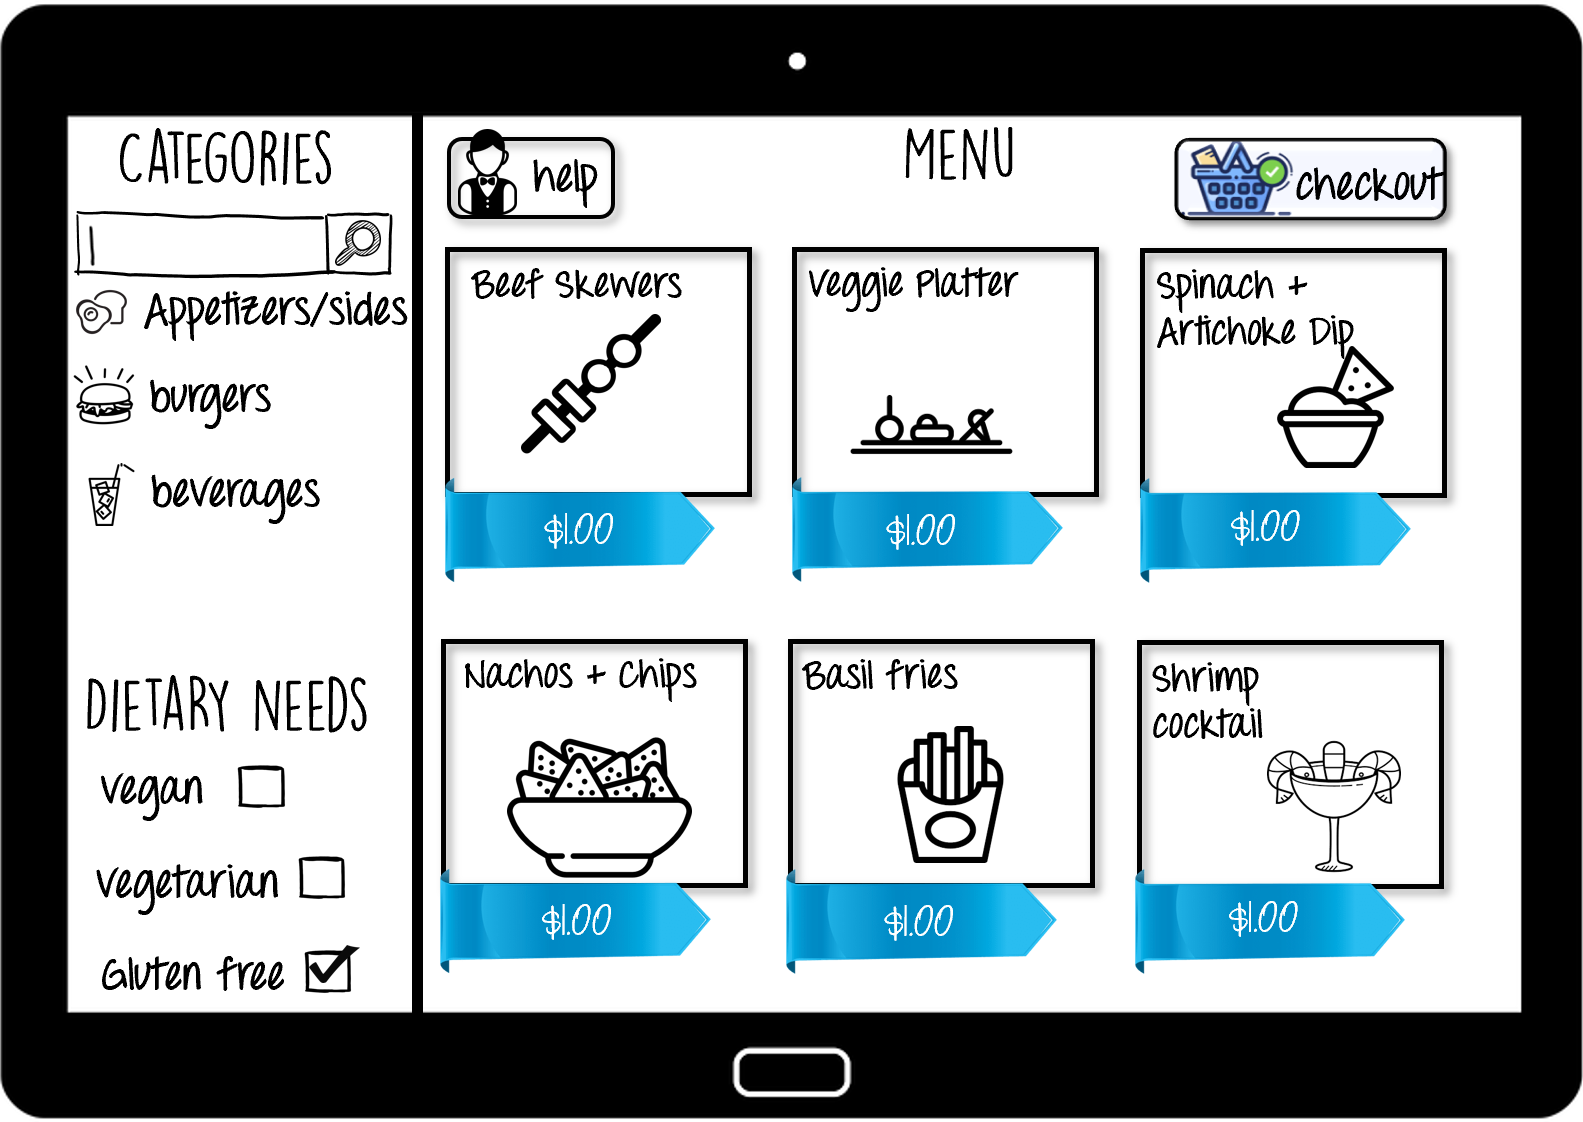 CATEGORIES
Appetizers/sides
burgers
beverages
DIETARY NEEDS
vegan
vegetarian
Gluten free
help
MENU
checkout
Beef Skewers
$1.00
Veggie Platter
$1.00
Spinach +
Artichoke Dip
$1.00
Nachos + Chips
$1.00
Basil fries
$1.00
Shrimp
cocktail
$1.00